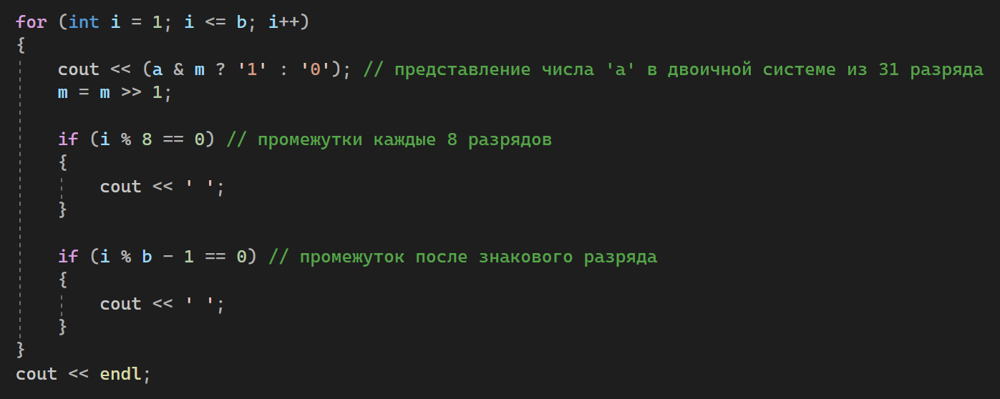 for (int i = 1; i <= b; i++)
{
    cout << (a & m ? '1' : '0'); // представление числа 'a' в двоичной системе из 31 разряда
    m = m >> 1;

    if (i % 8 == 0) // промежутки каждые 8 разрядов
    {
        cout << ' ';
    }

    if (i % b - 1 == 0) // промежуток после знакового разряда
    {
        cout << ' ';
    }
}
cout << endl;